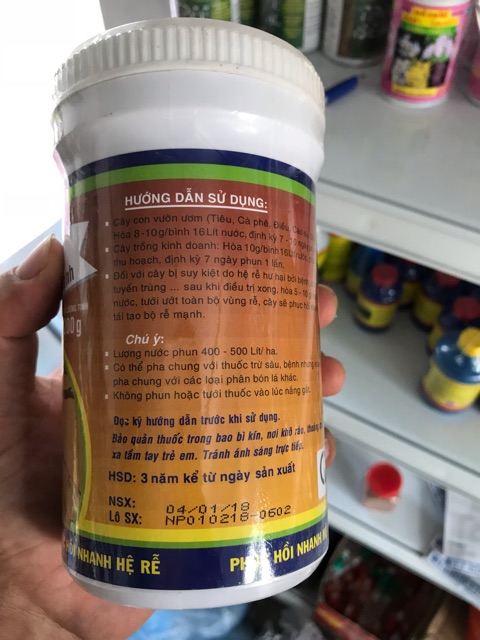 HƯỚNG DẪN SỬ DỤNG:
Cây con vườn ươm (Tiêu, Cà phê, Điều,
Hòa 8-10g/bình 16Lít nước, định kỳ 7 - 10
Cây trồng kinh doanh: Hòa 10g/bình 16Lít
thu hoạch, định kỳ 7 ngày phun 1 lần.
Đối với cây bị suy kiệt do hệ rễ hư hại bởi
tuyến trùng ... sau khi điều trị xong, hòa 5 - 10
nước, tưới ướt toàn bộ vùng rễ, cây sẽ phục
tái tạo bộ rễ mạnh.
Chú ý:
Lượng nước phun 400 - 500 Lít/ ha.
Có thể pha chung với thuốc trừ sâu, bệnh nhưng
pha chung với các loại phân bón lá khác.
Không phun hoặc tưới thuốc vào lúc nắng
Đọc kỹ hướng dẫn trước khi sử dụng.
Bảo quản thuốc trong bao bì kín, nơi khô ráo,
xa tầm tay trẻ em. Tránh ánh sáng trực tiếp.
HSD: 3 năm kể từ ngày sản xuất
NSX: 04/01/18
Lô SX: NP010218-0602
PHỤC HỒI NHANH HỆ RỄ
PHỤC HỒI NHANH HỆ